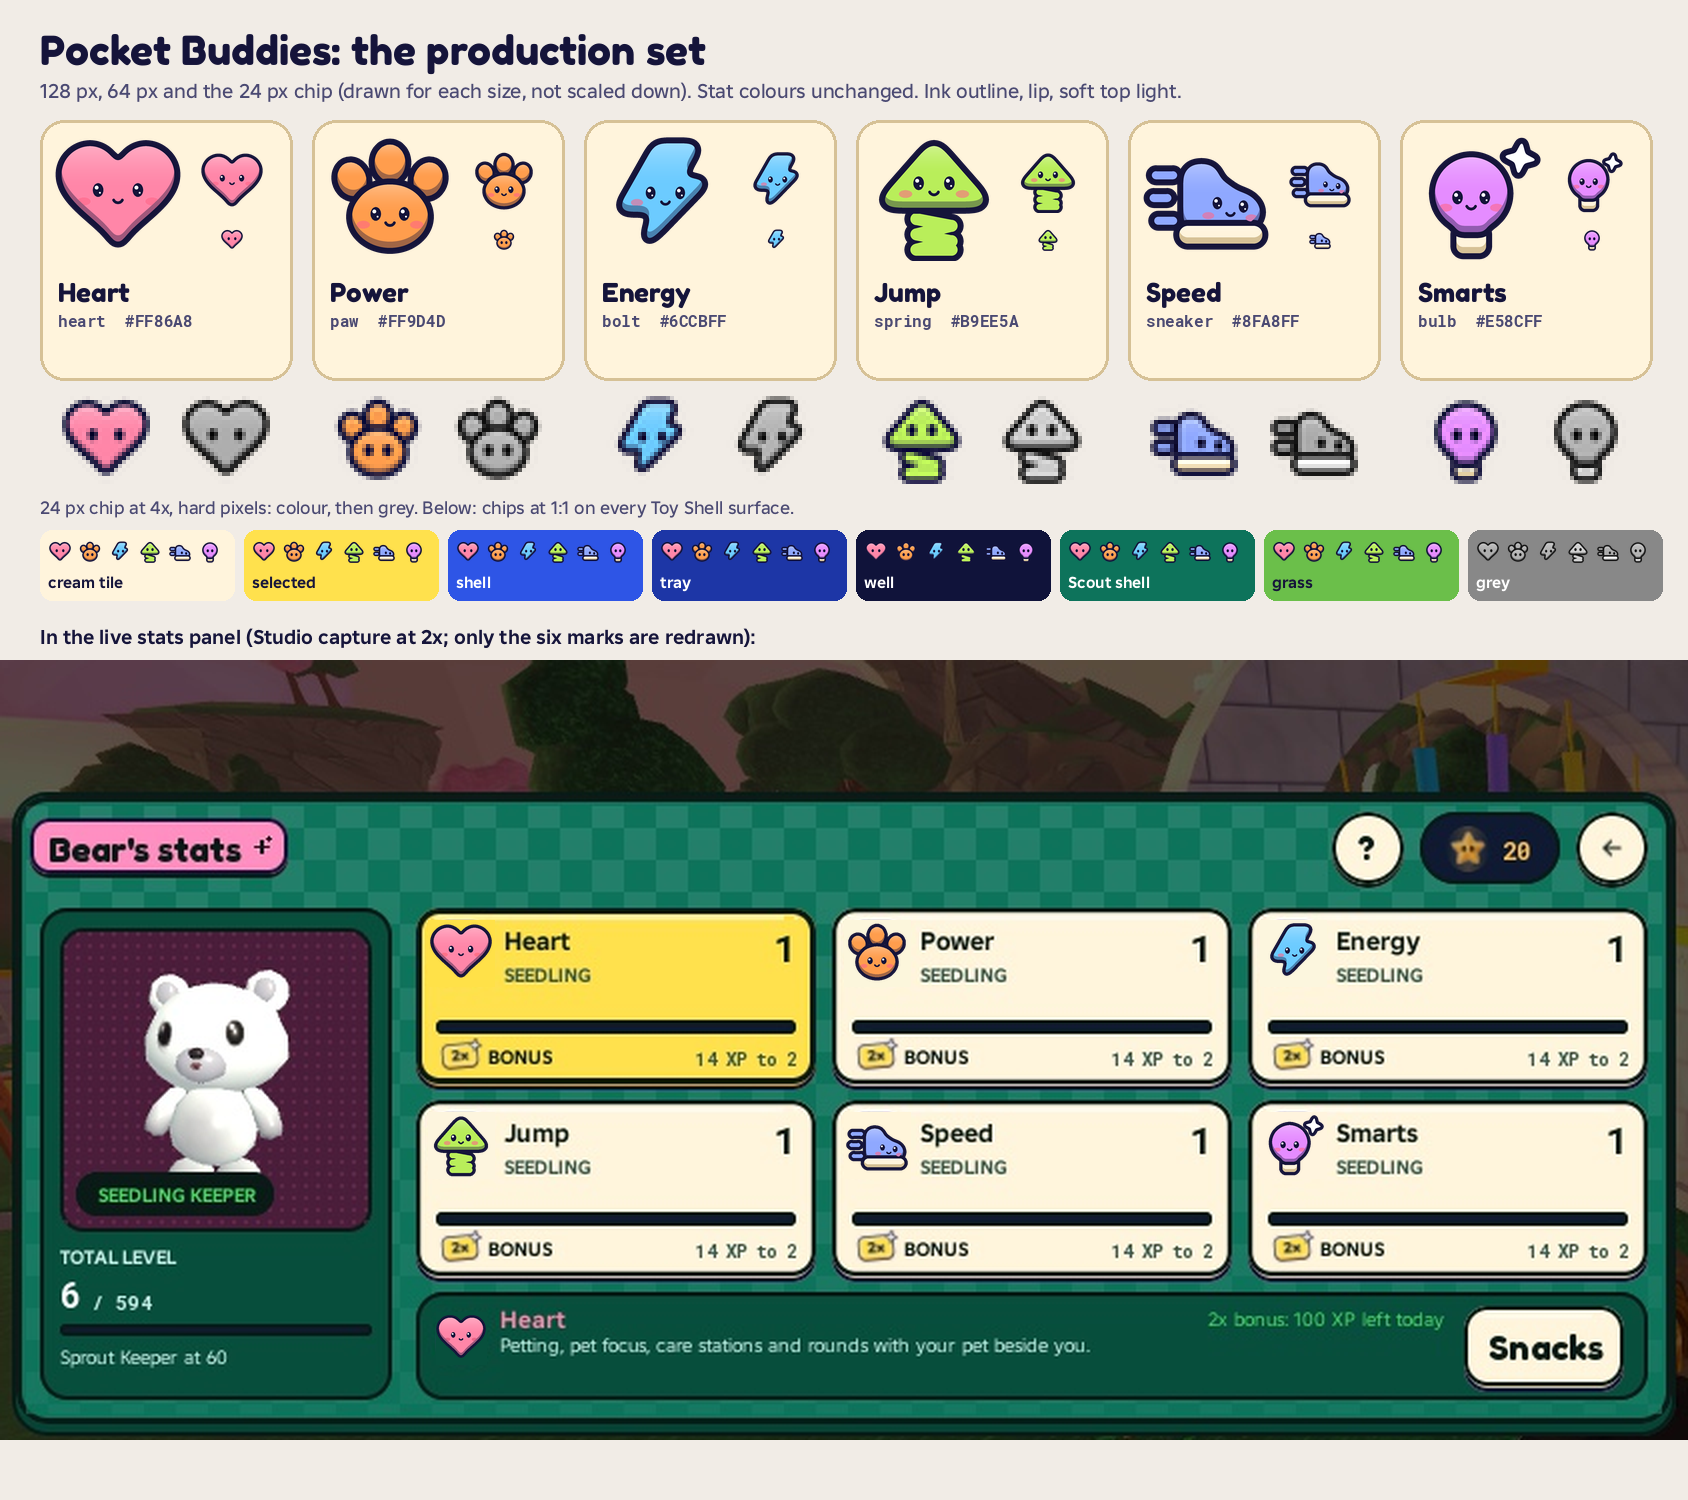 Pocket Buddies: the production set
128 px, 64 px and the 24 px chip (drawn for each size, not scaled down). Stat colours unchanged. Ink outline, lip, soft top light.
Heart
heart #FF86A8
Power
paw #FF9D4D
Energy
bolt #6CCBFF
Jump
spring #B9EE5A
Speed
sneaker #8FA8FF
Smarts
bulb #E58CFF
24 px chip at 4x, hard pixels: colour, then grey. Below: chips at 1:1 on every Toy Shell surface.
cream tile
selected
shell
tray
well
Scout shell
grass
grey
In the live stats panel (Studio capture at 2x; only the six marks are redrawn):
Bear's stats
?
20
SEEDLING KEEPER
TOTAL LEVEL
6 / 594
Sprout Keeper at 60
Heart 1
SEEDLING
2x BONUS 14 XP to 2
Power 1
SEEDLING
2x BONUS 14 XP to 2
Energy 1
SEEDLING
2x BONUS 14 XP to 2
Jump 1
SEEDLING
2x BONUS 14 XP to 2
Speed 1
SEEDLING
2x BONUS 14 XP to 2
Smarts 1
SEEDLING
2x BONUS 14 XP to 2
Heart
Petting, pet focus, care stations and rounds with your pet beside you.
2x bonus: 100 XP left today
Snacks